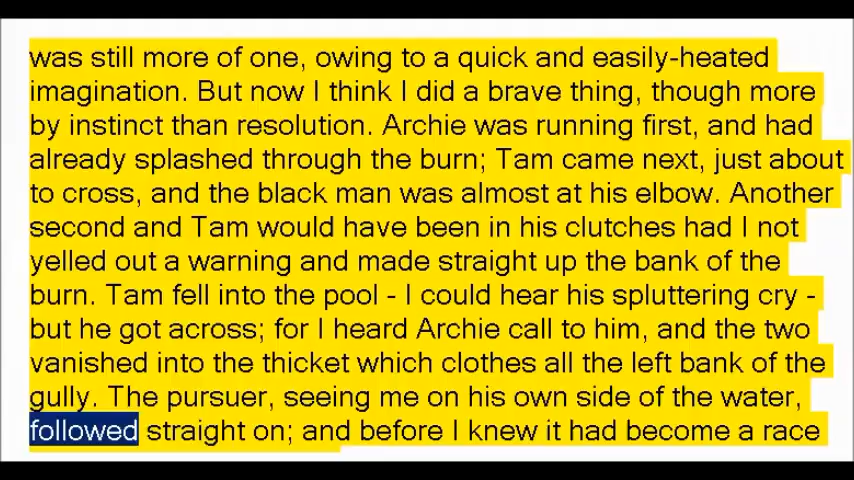 was still more of one, owing to a quick and easily-heated
imagination. But now I think I did a brave thing, though more
by instinct than resolution. Archie was running first, and had
already splashed through the burn; Tam came next, just about
to cross, and the black man was almost at his elbow. Another
second and Tam would have been in his clutches had I not
yelled out a warning and made straight up the bank of the
burn. Tam fell into the pool - I could hear his spluttering cry -
but he got across; for I heard Archie call to him, and the two
vanished into the thicket which clothes all the left bank of the
gully. The pursuer, seeing me on his own side of the water,
followed straight on; and before I knew it had become a race